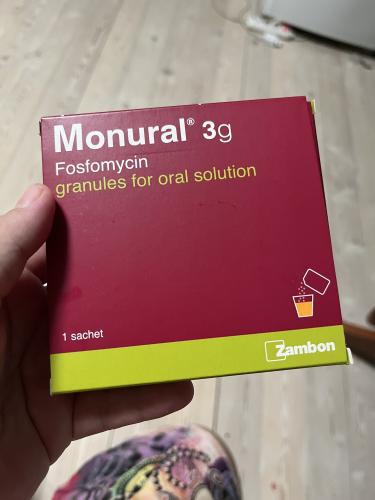 Monural® 3g
Fosfomycin
granules for oral solution
1 sachet
Zambon